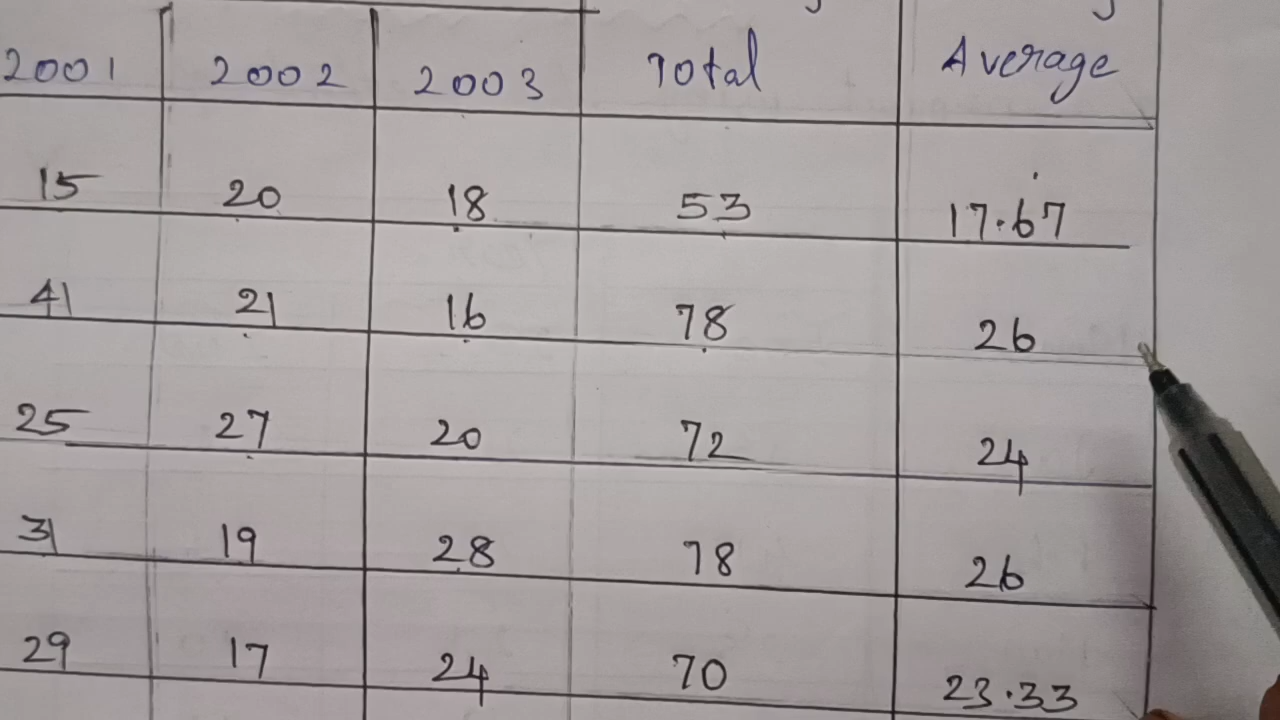 2001 2002 2003 Total Average
15 20 18 53 17.67
41 21 16 78 26
25 27 20 72 24
31 19 28 78 26
29 17 24 70 23.33